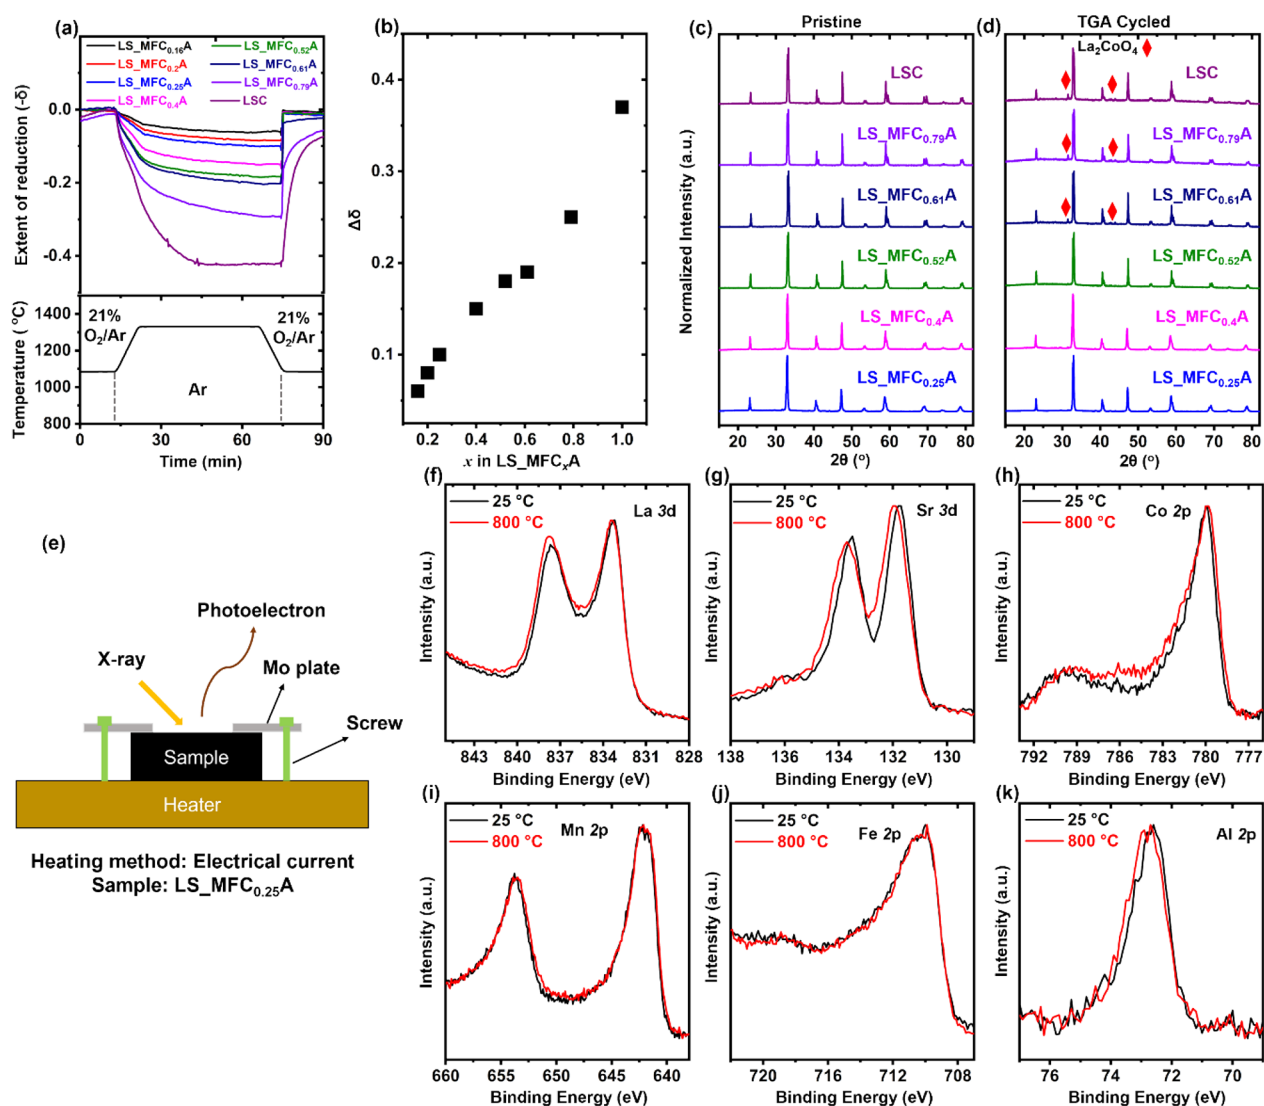 (a)
LS_MFC0.16A
LS_MFC0.2A
LS_MFC0.25A
LS_MFC0.4A
LS_MFC0.52A
LS_MFC0.61A
LS_MFC0.79A
LSC
Extent of reduction (-δ)
0.0
-0.2
-0.4
Temperature ( °C)
1400
1200
1000
800
21%
O2/Ar
Ar
21%
O2/Ar
0 30 60 90
Time (min)
(b)
Δδ
0.4
0.3
0.2
0.1
0.2 0.4 0.6 0.8 1.0
x in LS_MFCxA
(c)
Pristine
Normalized Intensity (a.u.)
LSC
LS_MFC0.79A
LS_MFC0.61A
LS_MFC0.52A
LS_MFC0.4A
LS_MFC0.25A
20 30 40 50 60 70 80
2θ (°)
(d)
TGA Cycled
La2CoO4
LSC
LS_MFC0.79A
LS_MFC0.61A
LS_MFC0.52A
LS_MFC0.4A
LS_MFC0.25A
20 30 40 50 60 70 80
2θ (°)
(e)
Photoelectron
X-ray
Mo plate
Screw
Sample
Heater
Heating method: Electrical current
Sample: LS_MFC0.25A
(f)
25 °C
800 °C
La 3d
Intensity (a.u.)
843 840 837 834 831 828
Binding Energy (eV)
(g)
25 °C
800 °C
Sr 3d
Intensity (a.u.)
138 136 134 132 130
Binding Energy (eV)
(h)
25 °C
800 °C
Co 2p
Intensity (a.u.)
792 789 786 783 780 777
Binding Energy (eV)
(i)
25 °C
800 °C
Mn 2p
Intensity (a.u.)
660 655 650 645 640
Binding Energy (eV)
(j)
25 °C
800 °C
Fe 2p
Intensity (a.u.)
720 716 712 708
Binding Energy (eV)
(k)
25 °C
800 °C
Al 2p
Intensity (a.u.)
76 74 72 70
Binding Energy (eV)